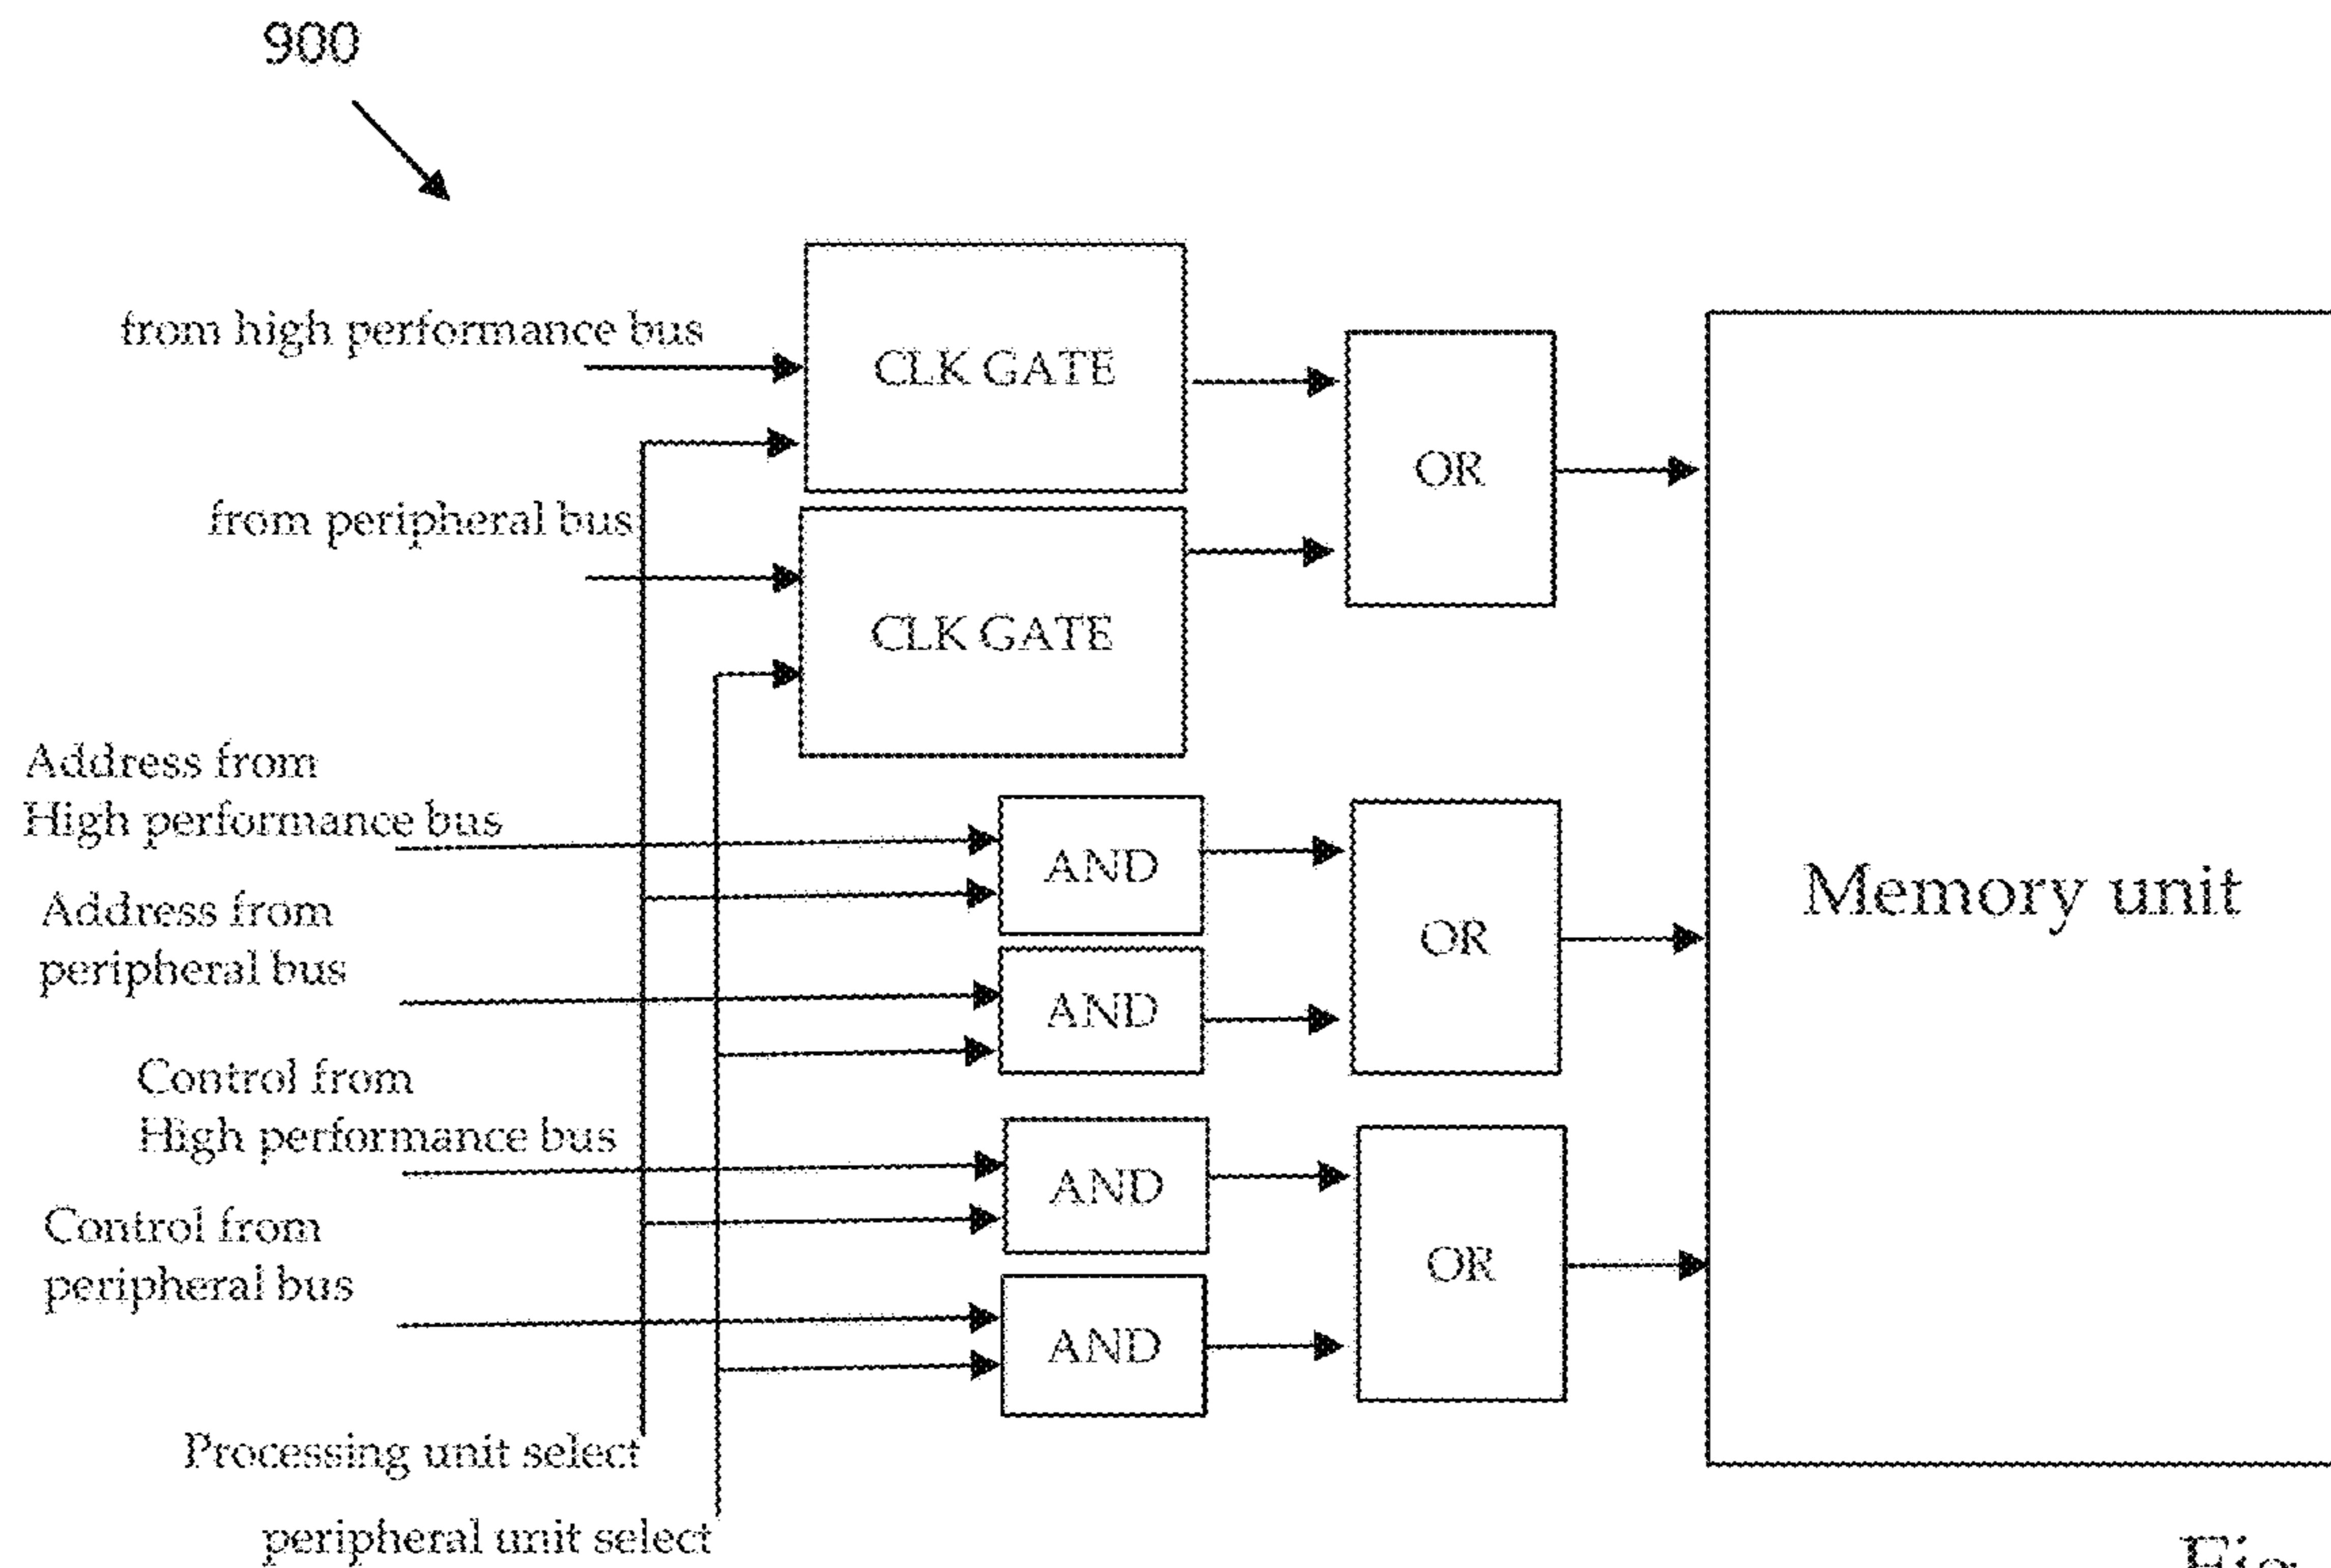 900
from high performance bus
CLK GATE
OR
from peripheral bus
CLK GATE
Address from
High performance bus
AND
Address from
peripheral bus
AND
OR
Memory unit
Control from
High performance bus
AND
Control from
peripheral bus
AND
OR
Processing unit select
peripheral unit select